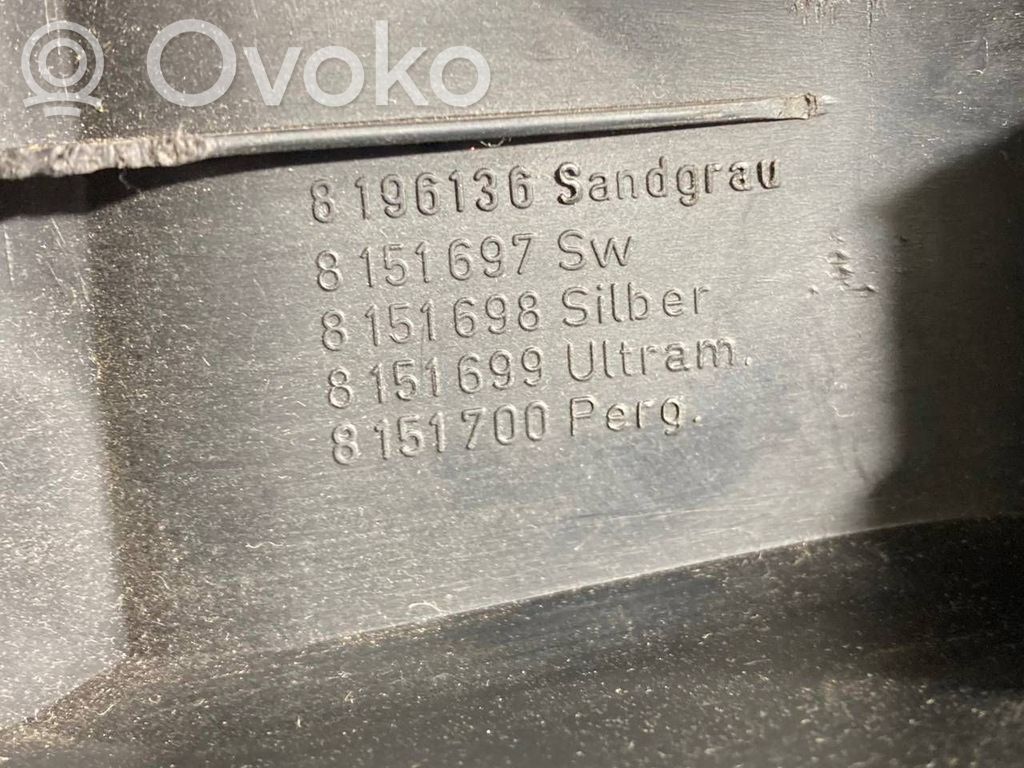 Ovoko
8 196136 Sandgrau
8 151 697 Sw
8 151 698 Silber
8 151 699 Ultram.
8 151 700 Perg.